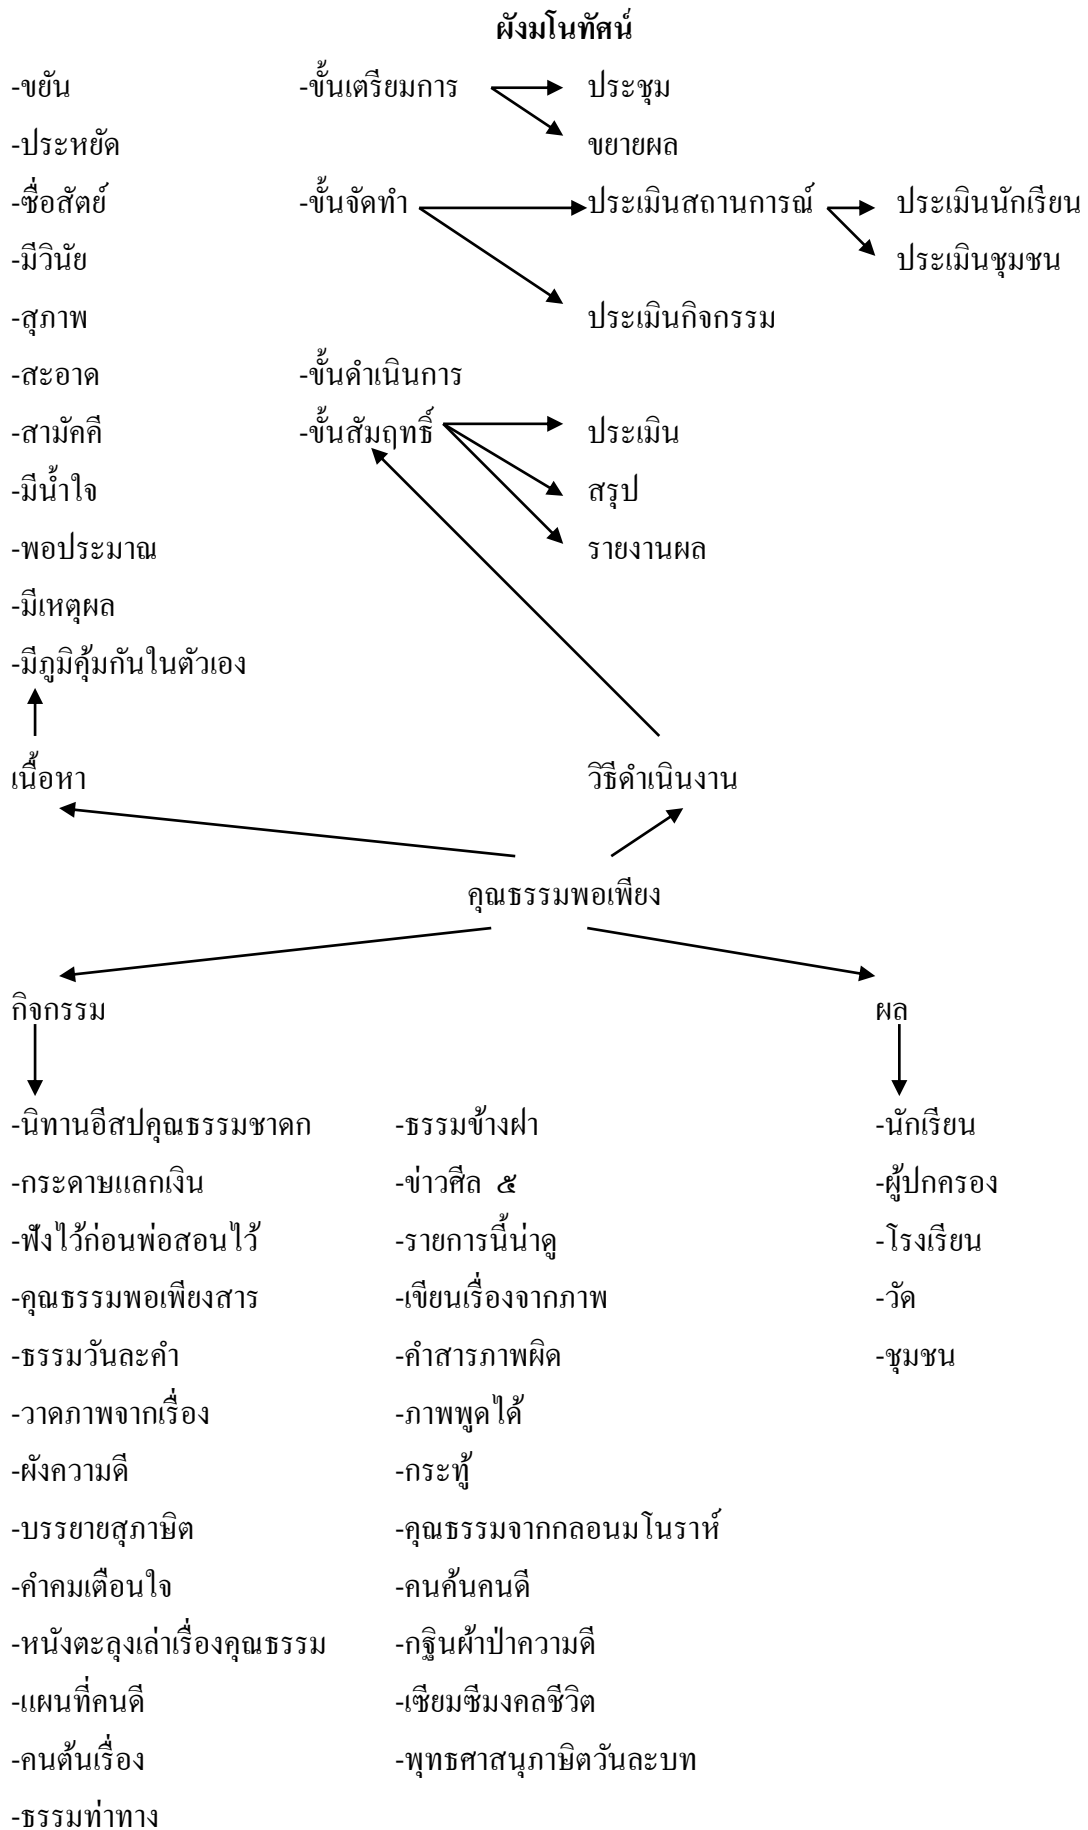 ผังมโนทัศน์
-ขยัน -ขั้นเตรียมการ ประชุม
-ประหยัด ขยายผล
-ซื่อสัตย์ -ขั้นจัดทำ ประเมินสถานการณ์ ประเมินนักเรียน
-มีวินัย ประเมินชุมชน
-สุภาพ ประเมินกิจกรรม
-สะอาด -ขั้นดำเนินการ
-สามัคคี -ขั้นสัมฤทธิ์ ประเมิน
-มีน้ำใจ สรุป
-พอประมาณ รายงานผล
-มีเหตุผล
-มีภูมิคุ้มกันในตัวเอง
เนื้อหา วิธีดำเนินงาน
คุณธรรมพอเพียง
กิจกรรม ผล
-นิทานอีสปคุณธรรมชาดก -ธรรมข้างฝา -นักเรียน
-กระดาษแลกเงิน -ข่าวศีล ๕ -ผู้ปกครอง
-ฟังไว้ก่อนพ่อสอนไว้ -รายการนี้น่าดู -โรงเรียน
-คุณธรรมพอเพียงสาร -เขียนเรื่องจากภาพ -วัด
-ธรรมวันละคำ -คำสารภาพผิด -ชุมชน
-วาดภาพจากเรื่อง -ภาพพูดได้
-ผังความดี -กระทู้
-บรรยายสุภาษิต -คุณธรรมจากกลอนมโนราห์
-คำคมเตือนใจ -คนค้นคนดี
-หนังตะลุงเล่าเรื่องคุณธรรม -กฐินผ้าป่าความดี
-แผนที่คนดี -เซียมซีมงคลชีวิต
-คนต้นเรื่อง -พุทธศาสนุภาษิตวันละบท
-ธรรมท่าทาง